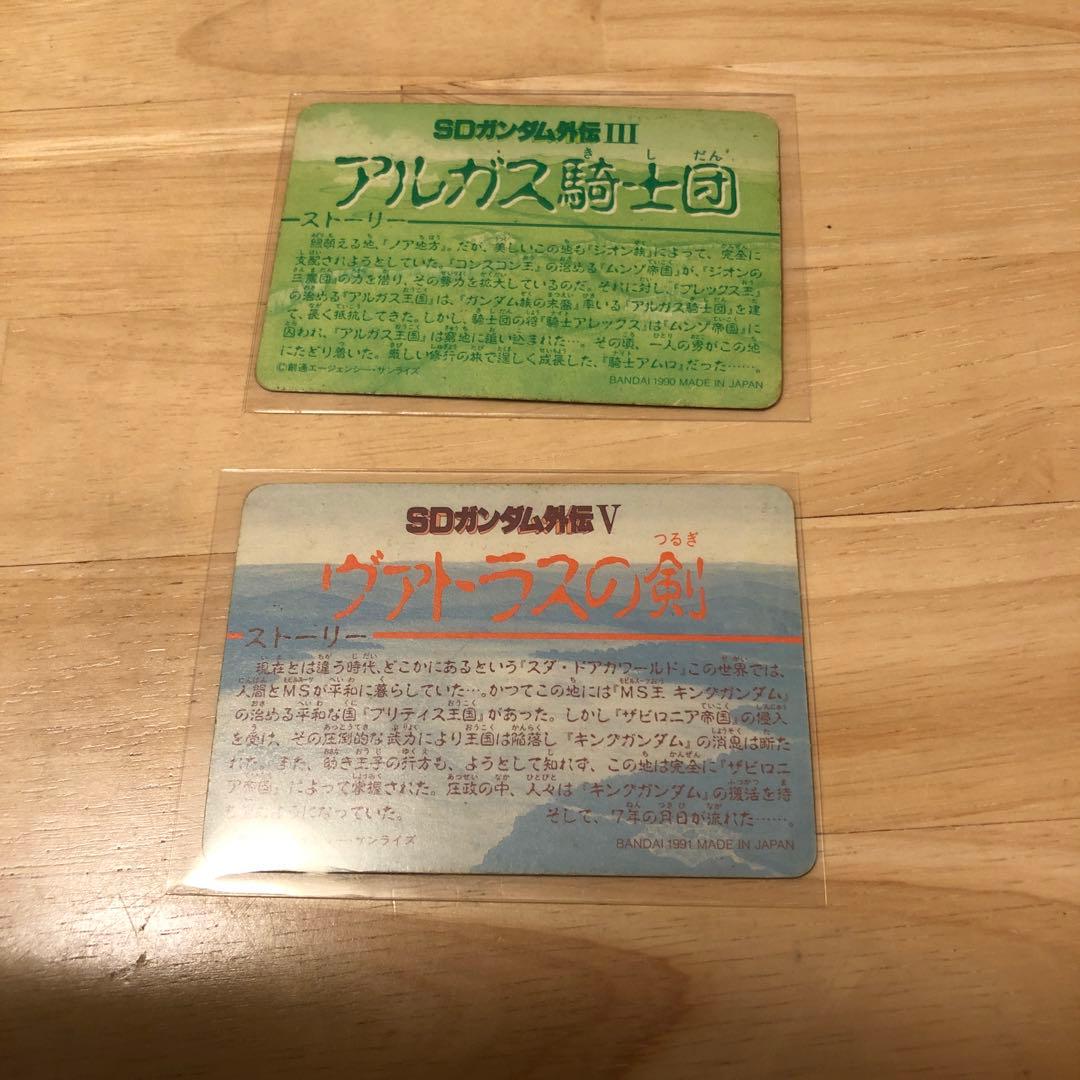 SDガンダム外伝III
き し だん
アルガス騎士団
ストーリー
緑萌える地、『ノア地方』。だが、美しいこの地も『ジオン族』によって、完全に
支配されようとしていた。『コンスコン王』の治める『ムンゾ帝国』が、『ジオンの
三魔団』の力を借り、その勢力を拡大しているのだ。それに対し、『ブレックス王』
の治める『アルガス王国』は、『ガンダム族の末裔』率いる『アルガス騎士団』を建
て、長く抵抗してきた。しかし、騎士団の将『騎士アレックス』は『ムンゾ帝国』に
囚われ、『アルガス王国』は窮地に追い込まれた…。その頃、一人の男がこの地
にたどり着いた。厳しい修行の旅で逞しく成長した、『騎士アムロ』だった……。
©創通エージェンシー・サンライズ
BANDAI 1990 MADE IN JAPAN
SDガンダム外伝V
つるぎ
ヴァトラスの剣
ストーリー
現在とは違う時代、どこかにあるという『スダ・ドアカワールド』この世界では、
人間とMSが平和に暮らしていた…。かつてこの地には『MS王 キングガンダム』
の治める平和な国『ブリティス王国』があった。しかし『ザビロニア帝国』の侵入
を受け、その圧倒的な武力により王国は陥落し『キングガンダム』の消息は断た
れた。また、幼き王子の行方も、ようとして知れず、この地は完全に『ザビロニ
ア帝国』によって掌握された。圧政の中、人々は『キングガンダム』の復活を待
うになっていた。 そして、7年の月日が流れた……。
サンライズ
BANDAI 1991 MADE IN JAPAN